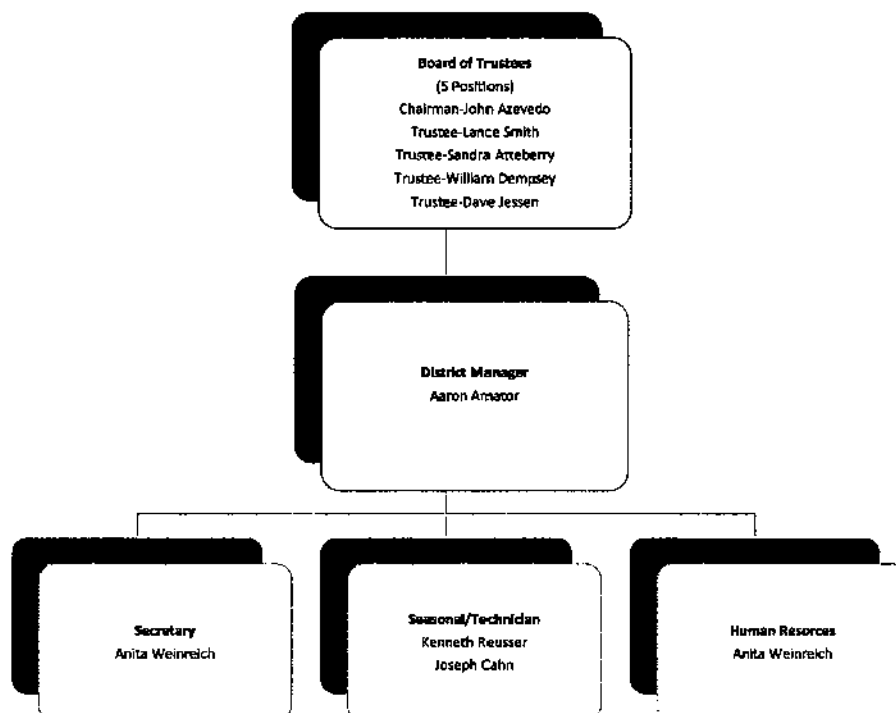 Board of Trustees
(5 Positions)
Chairman-John Azevedo
Trustee-Lance Smith
Trustee-Sandra Atteberry
Trustee-William Dempsey
Trustee-Dave Jessen
District Manager
Aaron Amator
Secretary
Anita Weinreich
Seasonal/Technician
Kenneth Reusser
Joseph Cahn
Human Resorces
Anita Weinreich